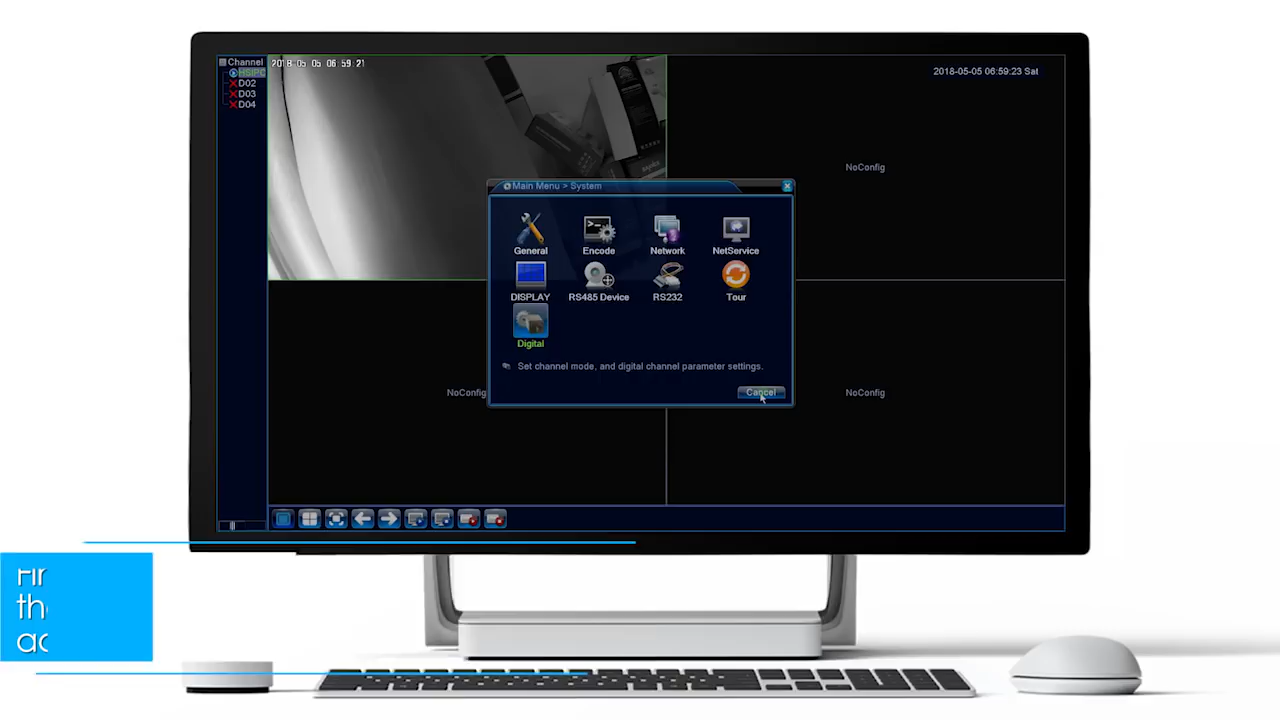 Channel
D02
D03
D04
2018-05-05 06:59:21
2018-05-05 06:59:23 Sat
NoConfig
Main Menu > System
General
Encode
Network
NetService
DISPLAY
RS485 Device
RS232
Tour
Digital
Set channel mode, and digital channel parameter settings.
Cancel
NoConfig
NoConfig